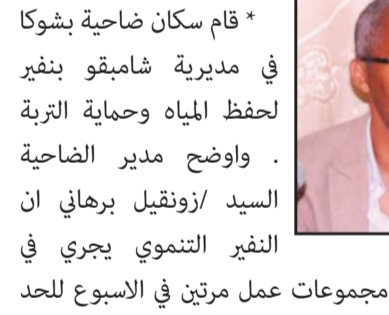 * قام سكان ضاحية بشوكا
في مديرية شامبقو بنفير
لحفظ المياه وحماية التربة
. واوضح مدير الضاحية
السيد /زونقيل برهاني ان
النفير التنموي يجري في
مجموعات عمل مرتين في الاسبوع للحد